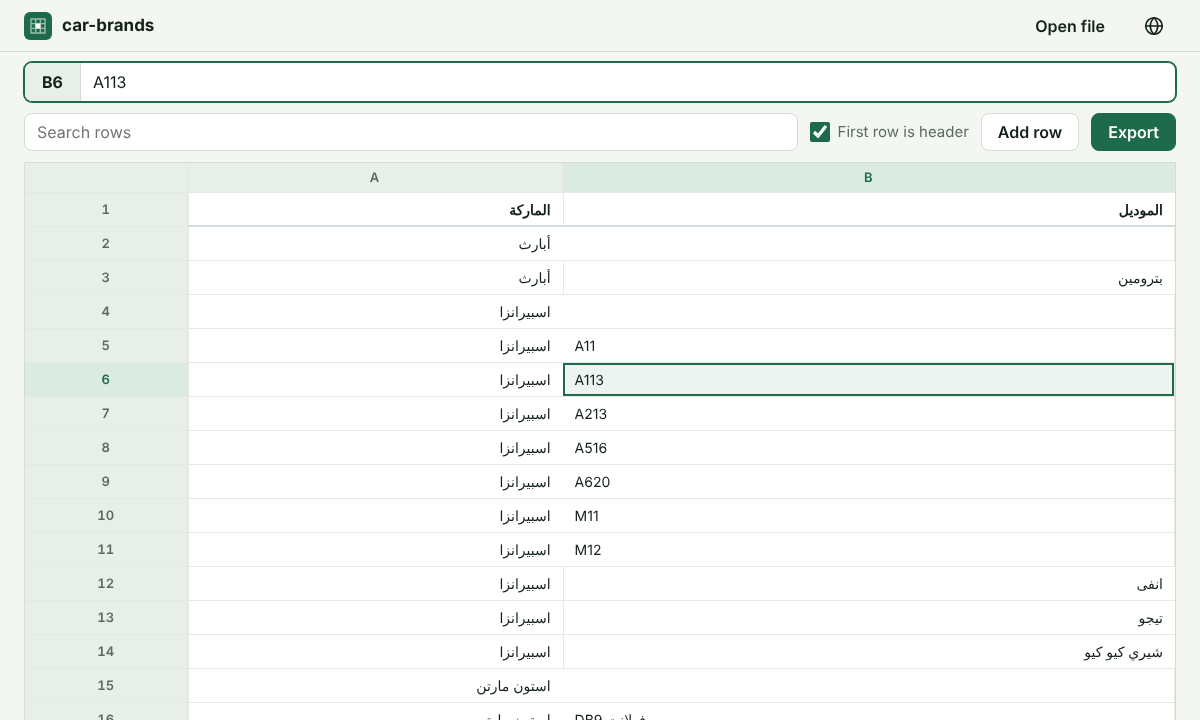 car-brands
Open file
B6 A113
Search rows
First row is header
Add row
Export
A B
1 الماركة الموديل
2 أبارث
3 أبارث بترومين
4 اسبيرانزا
5 اسبيرانزا A11
6 اسبيرانزا A113
7 اسبيرانزا A213
8 اسبيرانزا A516
9 اسبيرانزا A620
10 اسبيرانزا M11
11 اسبيرانزا M12
12 اسبيرانزا انفى
13 اسبيرانزا تيجو
14 اسبيرانزا شيري كيو كيو
15 استون مارتن
16 DB9